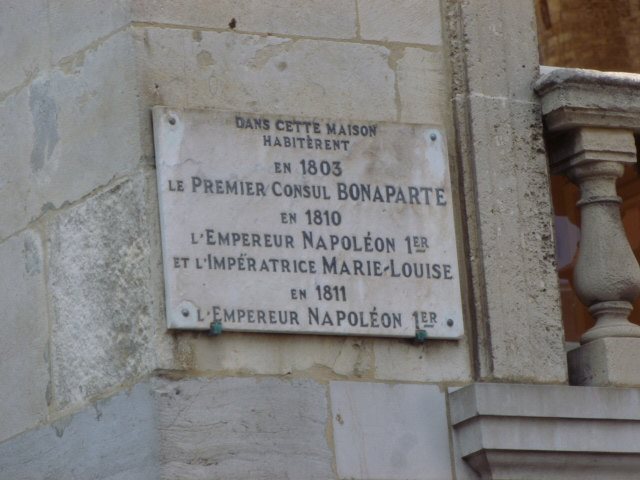 DANS CETTE MAISON
HABITÈRENT
EN 1803
LE PREMIER CONSUL BONAPARTE
EN 1810
L'EMPEREUR NAPOLÉON 1ER
ET L'IMPÉRATRICE MARIE-LOUISE
EN 1811
L'EMPEREUR NAPOLÉON 1ER